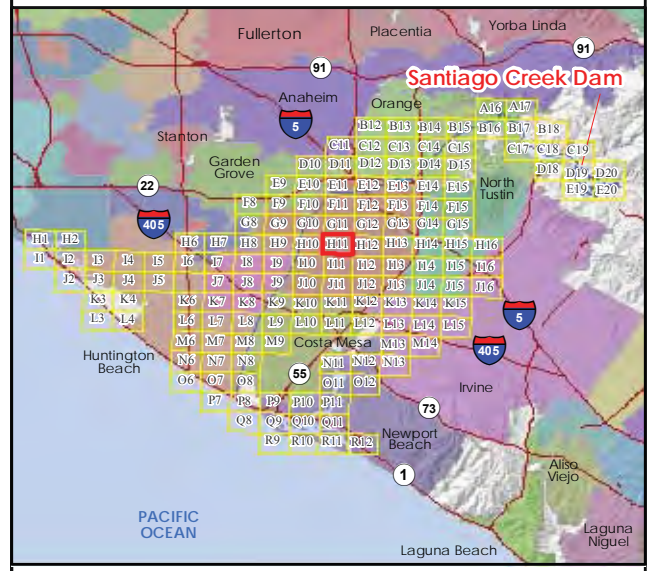 Fullerton
Placentia
Yorba Linda
91
91
Santiago Creek Dam
Anaheim
Orange
5
A16 A17
B12 B13 B14 B15 B16 B17 B18
Stanton
C11 C12 C13 C14 C15 C17 C18 C19
Garden
Grove
D10 D11 D12 D13 D14 D15 D18 D19 D20
North
Tustin
22
E9 E10 E11 E12 E13 E14 E15 E19 E20
F8 F9 F10 F11 F12 F13 F14 F15
405
G8 G9 G10 G11 G12 G13 G14 G15
H1 H2 H6 H7 H8 H9 H10 H11 H12 H13 H14 H15 H16
I1 I2 I3 I4 I5 I6 I7 I8 I9 I10 I11 I12 I13 I14 I15 I16
J2 J3 J4 J5 J7 J8 J9 J10 J11 J12 J13 J14 J15 J16
K3 K4 K6 K7 K8 K9 K10 K11 K12 K13 K14 K15
5
L3 L4 L6 L7 L8 L9 L10 L11 L12 L13 L14 L15
M6 M7 M8 M9 Costa Mesa M13 M14
405
Huntington
Beach
N6 N7 N8 N11 N12 N13
55
O6 O7 O8 O11 O12
Irvine
P7 P8 P9 P10 P11
73
Q8 Q9 Q10 Q11
Newport
Beach
R9 R10 R11 R12
1
Aliso
Viejo
PACIFIC
OCEAN
Laguna
Niguel
Laguna Beach